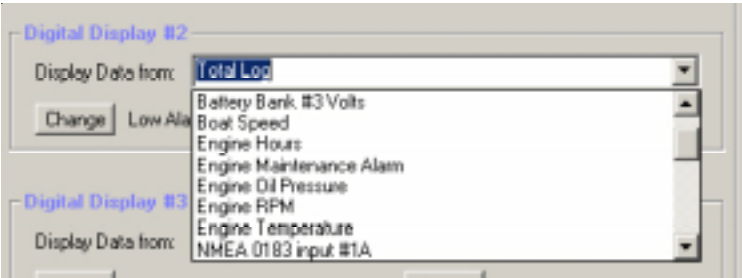 Digital Display #2
Display Data from: Total Log
Change Low Ala
Battery Bank #3 Volts
Boat Speed
Engine Hours
Engine Maintenance Alarm
Engine Oil Pressure
Engine RPM
Engine Temperature
NMEA 0183 input #1A
Digital Display #3
Display Data from: